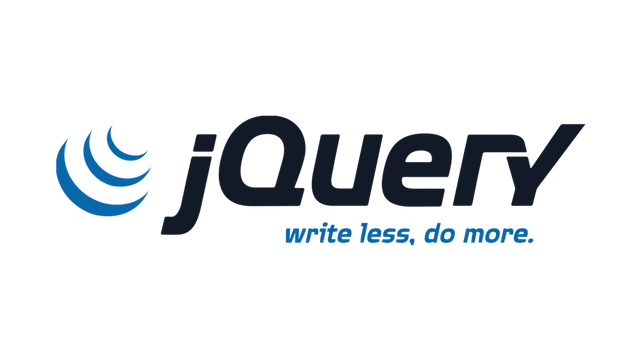 jQuery
write less, do more.